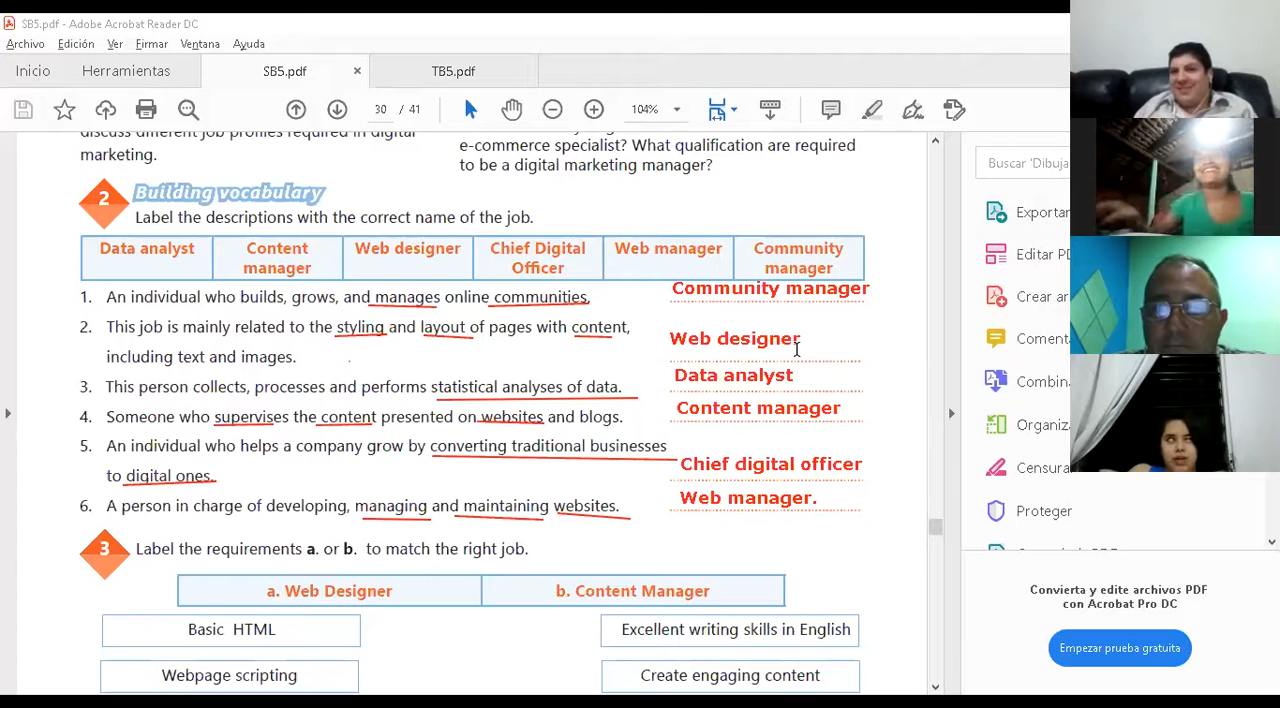 SB5.pdf - Adobe Acrobat Reader DC
Archivo Edición Ver Firmar Ventana Ayuda
Inicio Herramientas SB5.pdf × TB5.pdf
30 / 41 104%
discuss different job profiles required in digital
marketing.
e-commerce specialist? What qualification are required
to be a digital marketing manager?
2 Building vocabulary
Label the descriptions with the correct name of the job.
Data analyst
Content manager
Web designer
Chief Digital Officer
Web manager
Community manager
1. An individual who builds, grows, and manages online communities, Community manager
2. This job is mainly related to the styling and layout of pages with content,
including text and images. Web designer
3. This person collects, processes and performs statistical analyses of data. Data analyst
4. Someone who supervises the content presented on websites and blogs. Content manager
5. An individual who helps a company grow by converting traditional businesses
to digital ones. Chief digital officer
6. A person in charge of developing, managing and maintaining websites. Web manager.
3 Label the requirements a. or b. to match the right job.
a. Web Designer b. Content Manager
Basic HTML Excellent writing skills in English
Webpage scripting Create engaging content
Buscar 'Dibuja
Exportar
Editar PD
Crear ar
Comenta
Combin
Organiz
Censura
Proteger
Convierta y edite archivos PDF
con Acrobat Pro DC
Empezar prueba gratuita